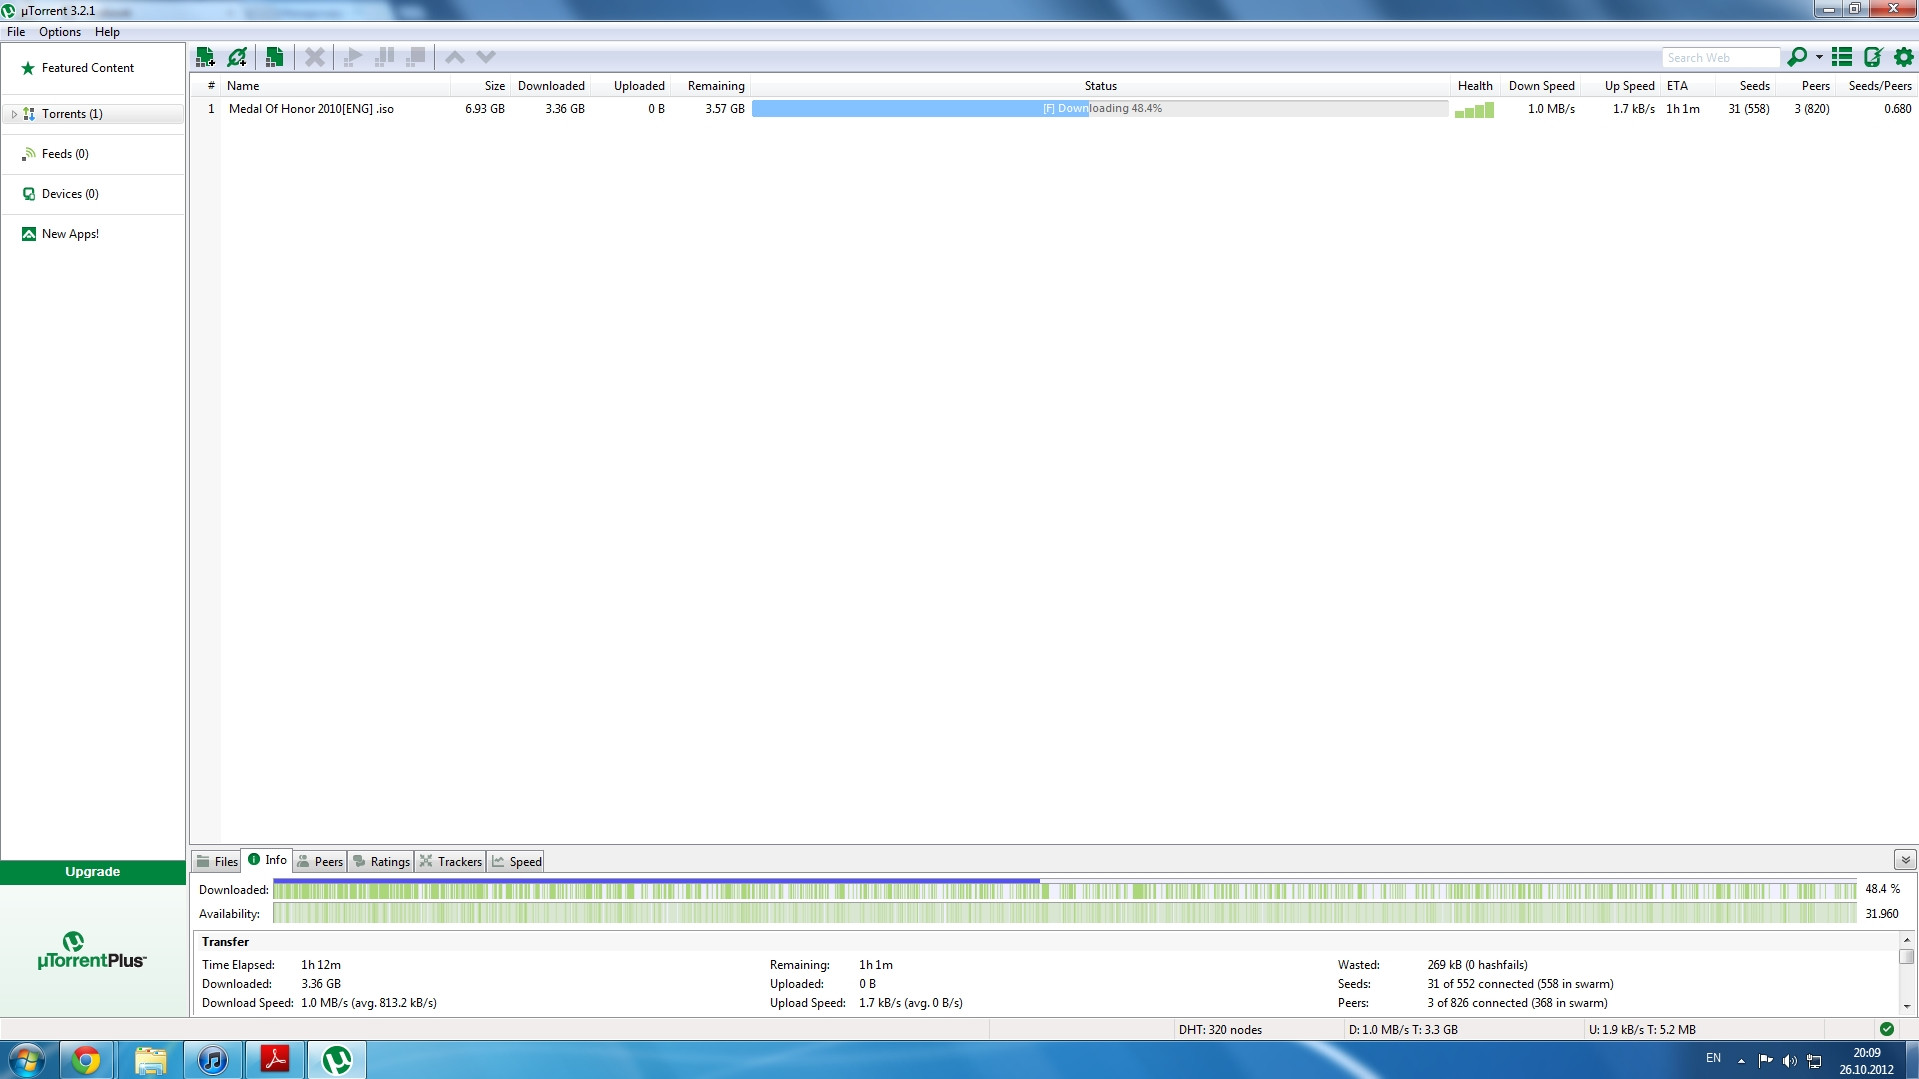 µTorrent 3.2.1
File Options Help
Search Web
Featured Content
Torrents (1)
Feeds (0)
Devices (0)
New Apps!
# Name Size Downloaded Uploaded Remaining Status Health Down Speed Up Speed ETA Seeds Peers Seeds/Peers
1 Medal Of Honor 2010[ENG] .iso 6.93 GB 3.36 GB 0 B 3.57 GB [F] Downloading 48.4% 1.0 MB/s 1.7 kB/s 1h 1m 31 (558) 3 (820) 0.680
Upgrade
µTorrentPlus™
Files Info Peers Ratings Trackers Speed
Downloaded: 48.4 %
Availability: 31.960
Transfer
Time Elapsed: 1h 12m Remaining: 1h 1m Wasted: 269 kB (0 hashfails)
Downloaded: 3.36 GB Uploaded: 0 B Seeds: 31 of 552 connected (558 in swarm)
Download Speed: 1.0 MB/s (avg. 813.2 kB/s) Upload Speed: 1.7 kB/s (avg. 0 B/s) Peers: 3 of 826 connected (368 in swarm)
DHT: 320 nodes D: 1.0 MB/s T: 3.3 GB U: 1.9 kB/s T: 5.2 MB
EN 20:09
26.10.2012